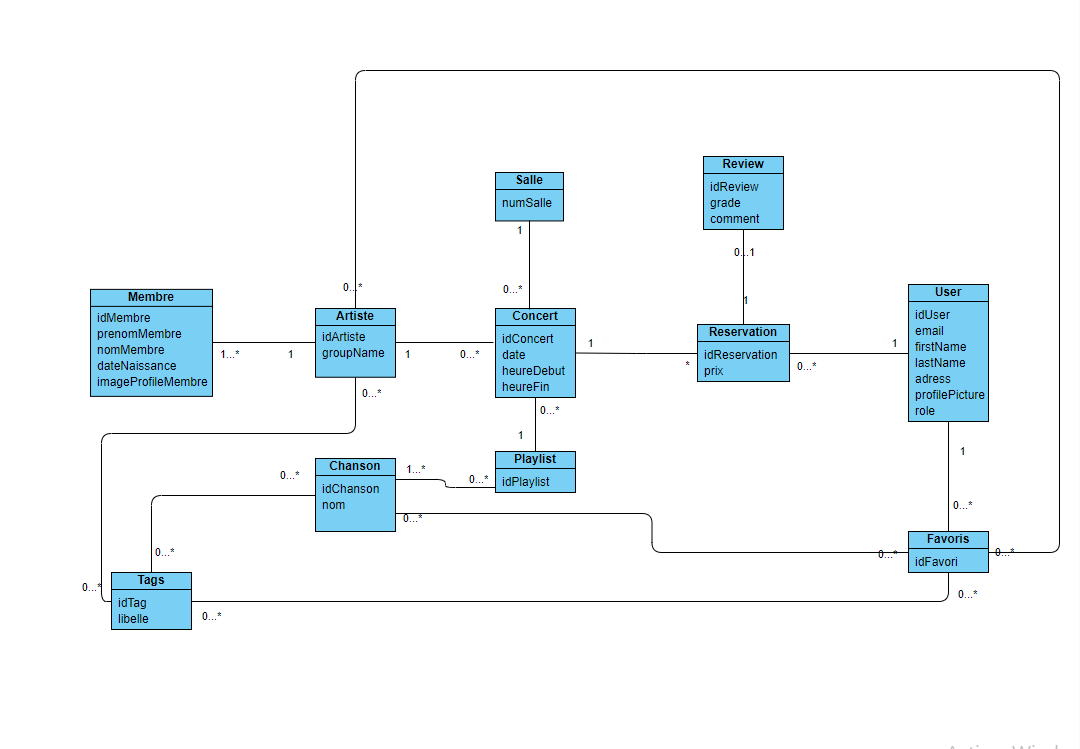 Review
idReview
grade
comment
0...1
1
Salle
numSalle
1
0...*
0...*
Membre
idMembre
prenomMembre
nomMembre
dateNaissance
imageProfileMembre
1...*
1
Artiste
idArtiste
groupName
1
0...*
0...*
Concert
idConcert
date
heureDebut
heureFin
1
*
0...*
1
Reservation
idReservation
prix
0...*
1
User
idUser
email
firstName
lastName
adress
profilePicture
role
1
0...*
Playlist
idPlaylist
0...*
1...*
Chanson
idChanson
nom
0...*
0...*
0...*
Favoris
idFavori
0...*
0...*
0...*
0...*
Tags
idTag
libelle
0...*